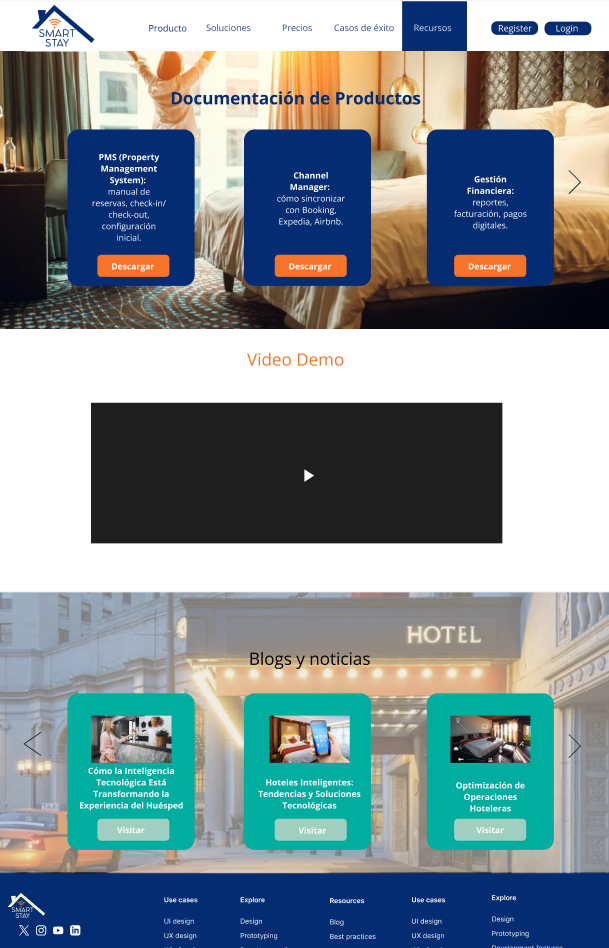 SMART
STAY
Producto
Soluciones
Precios
Casos de éxito
Recursos
Register
Login
Documentación de Productos
PMS (Property
Management
System):
manual de
reservas, check-in/
check-out,
configuración
inicial.
Descargar
Channel
Manager:
cómo sincronizar
con Booking,
Expedia, Airbnb.
Descargar
Gestión
Financiera:
reportes,
facturación, pagos
digitales.
Descargar
Video Demo
HOTEL
Blogs y noticias
Cómo la Inteligencia
Tecnológica Está
Transformando la
Experiencia del Huésped
Visitar
Hoteles Inteligentes:
Tendencias y Soluciones
Tecnológicas
Visitar
Optimización de
Operaciones
Hoteleras
Visitar
TAXI
SMART
STAY
Use cases
UI design
UX design
Explore
Design
Prototyping
Resources
Blog
Best practices
Use cases
UI design
UX design
Explore
Design
Prototyping
Development features